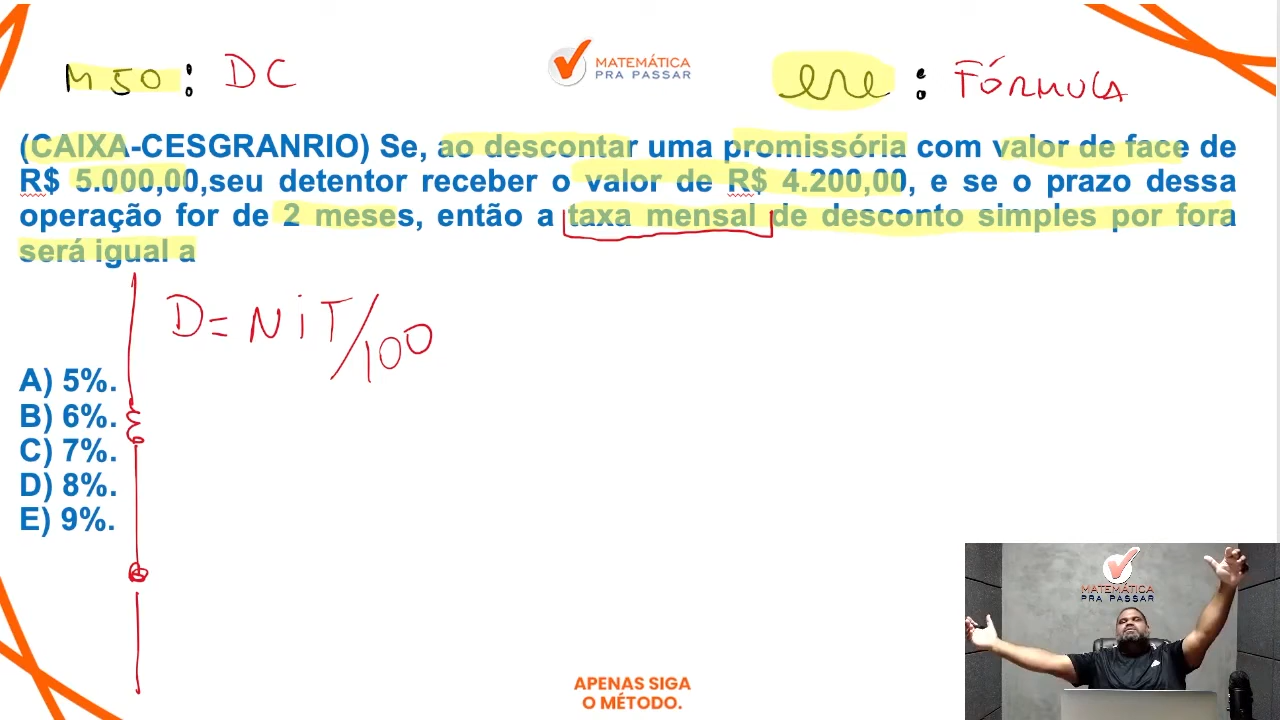 M50: DC
MATEMÁTICA
PRA PASSAR
: FÓRMULA
(CAIXA-CESGRANRIO) Se, ao descontar uma promissória com valor de face de
R$ 5.000,00,seu detentor receber o valor de R$ 4.200,00, e se o prazo dessa
operação for de 2 meses, então a taxa mensal de desconto simples por fora
será igual a
D= NiT/100
A) 5%.
B) 6%.
C) 7%.
D) 8%.
E) 9%.
MATEMÁTICA
PRA PASSAR
APENAS SIGA
O MÉTODO.